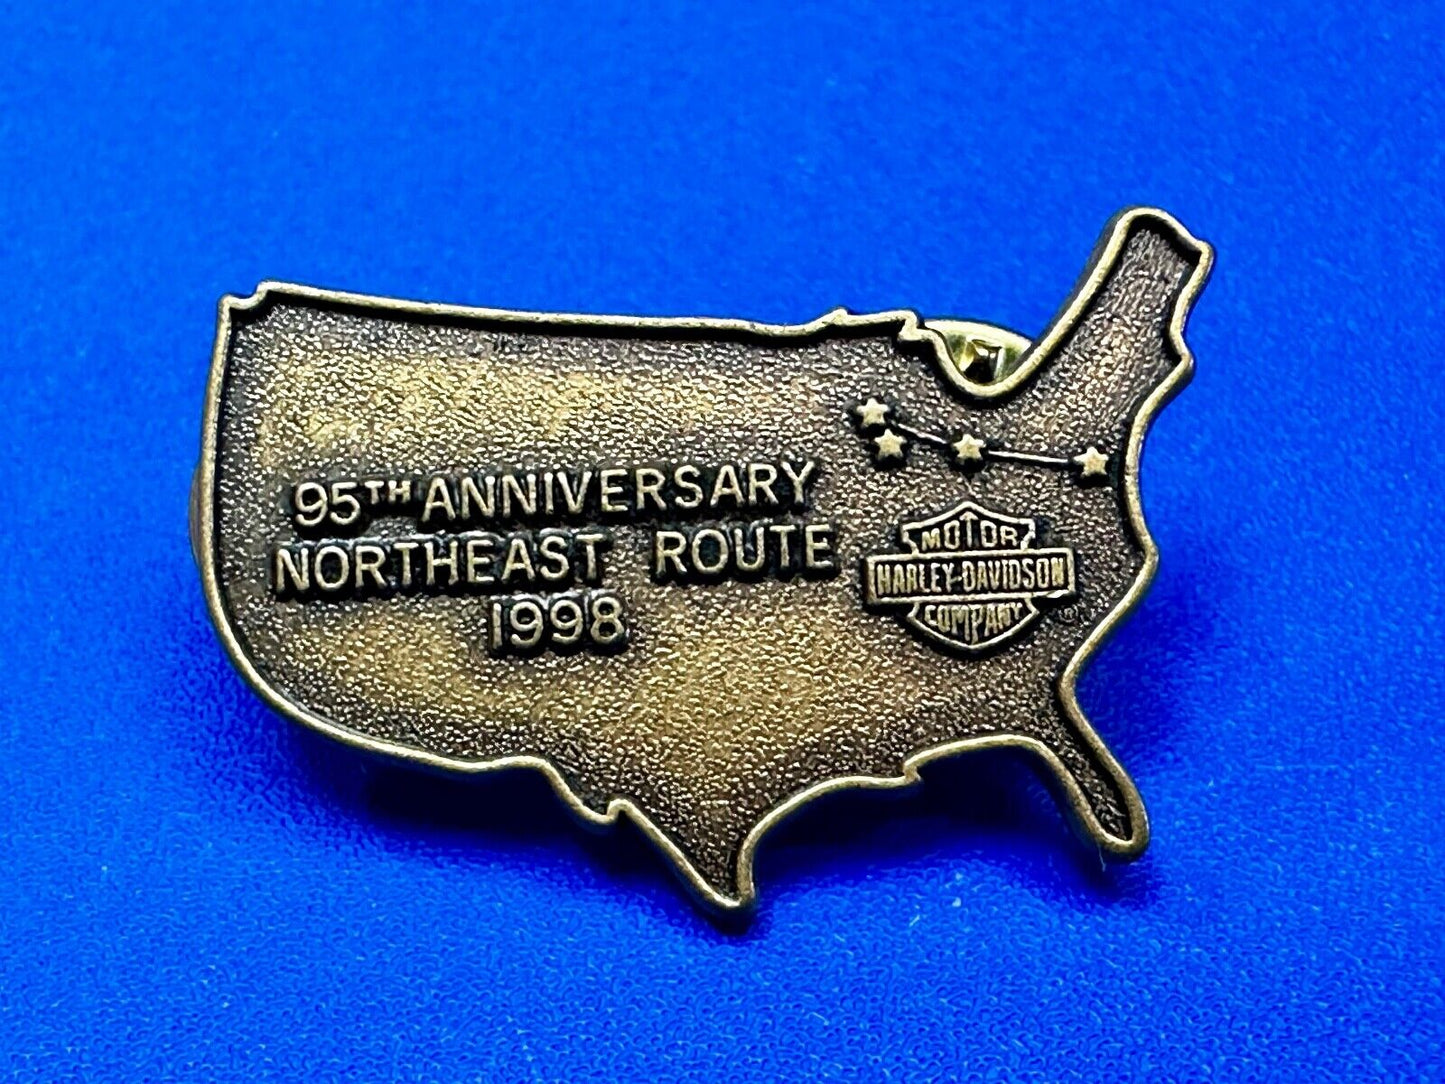 95TH ANNIVERSARY
NORTHEAST ROUTE
1998
MOTOR
HARLEY-DAVIDSON
COMPANY ®